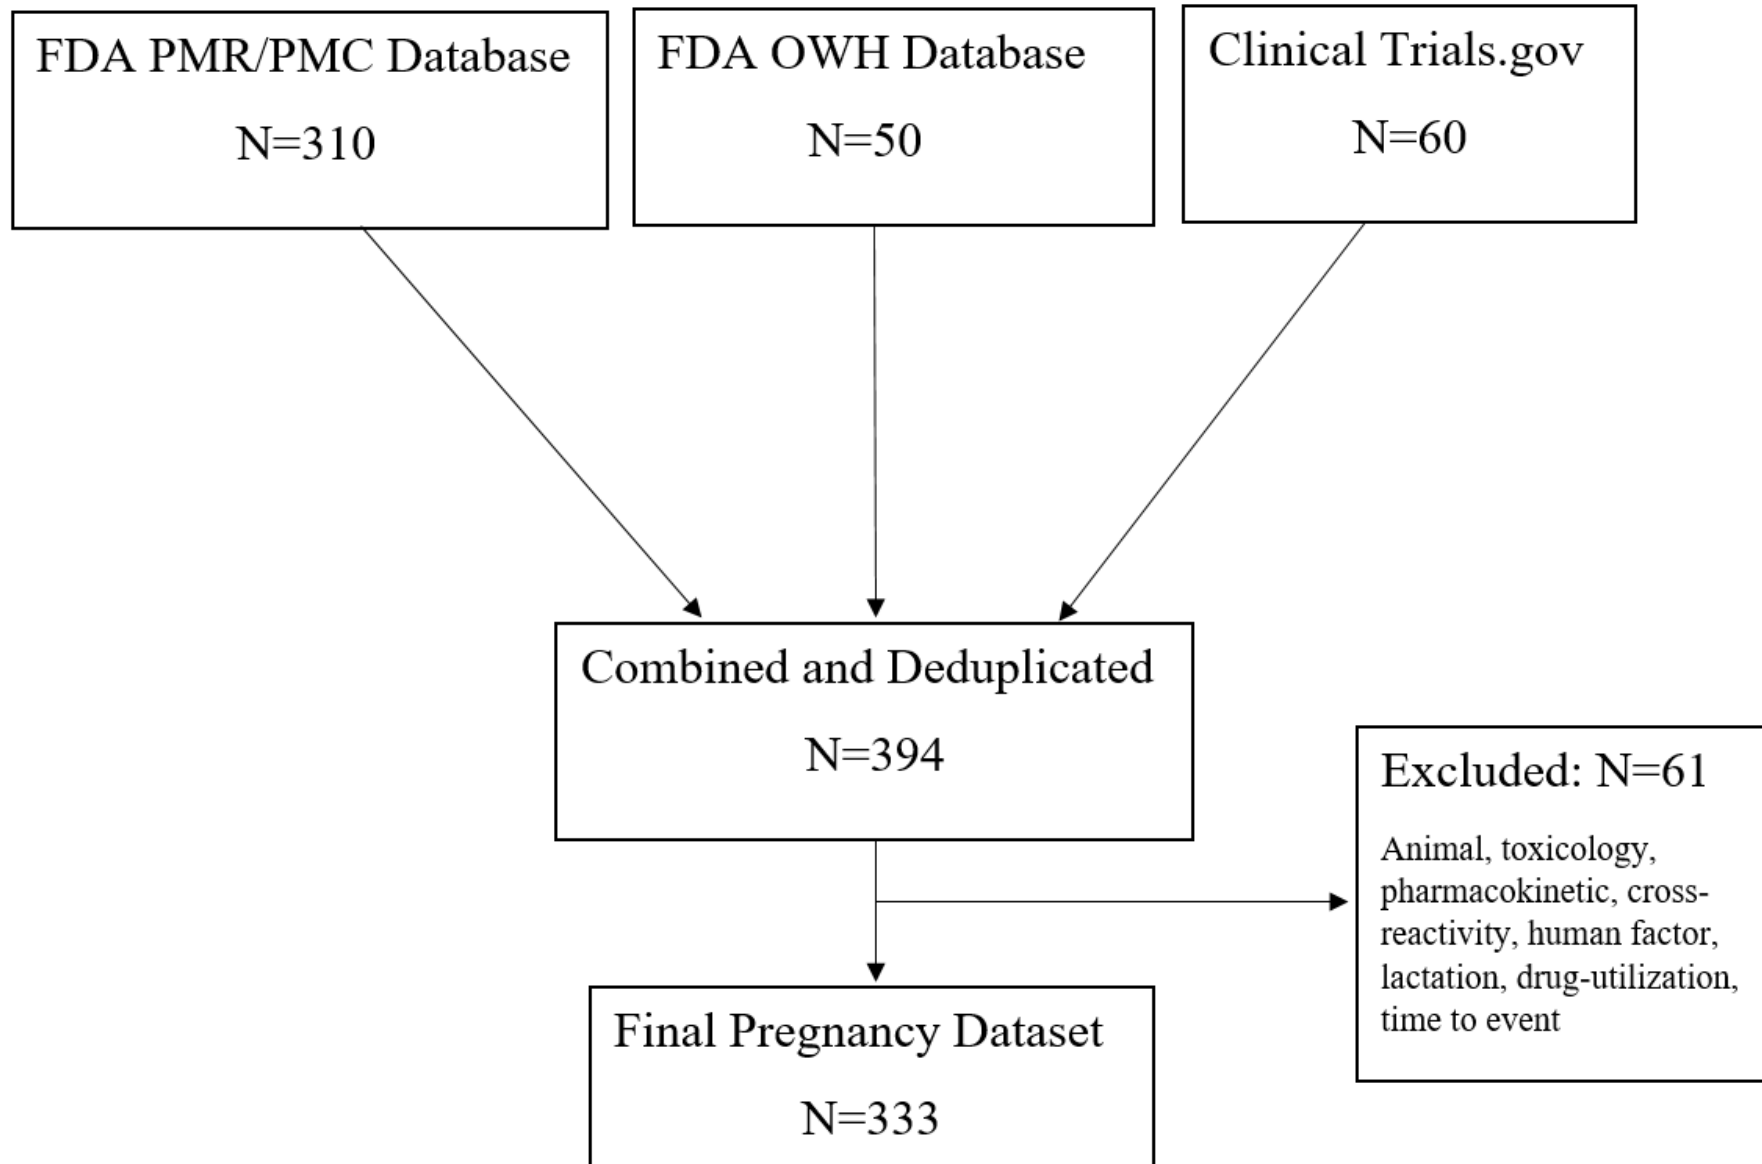 FDA PMR/PMC Database
N=310
FDA OWH Database
N=50
Clinical Trials.gov
N=60
Combined and Deduplicated
N=394
Excluded: N=61
Animal, toxicology,
pharmacokinetic, cross-
reactivity, human factor,
lactation, drug-utilization,
time to event
Final Pregnancy Dataset
N=333